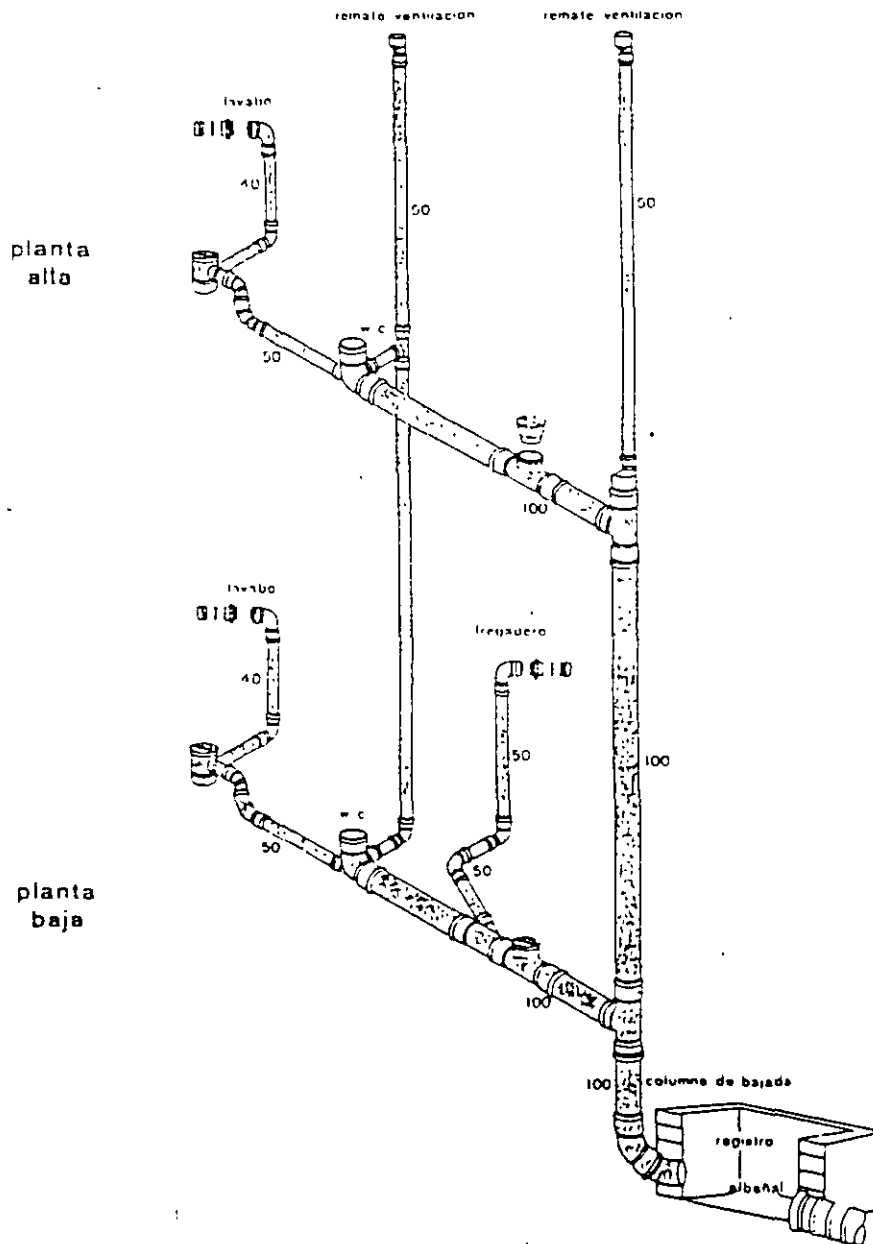 remate ventilacion
remate ventilacion
40
50
50
planta
alta
w c
50
100
lavabo
fregadero
40
50
100
w c
50
50
planta
baja
100
100
columna de bajada
registro
albañal